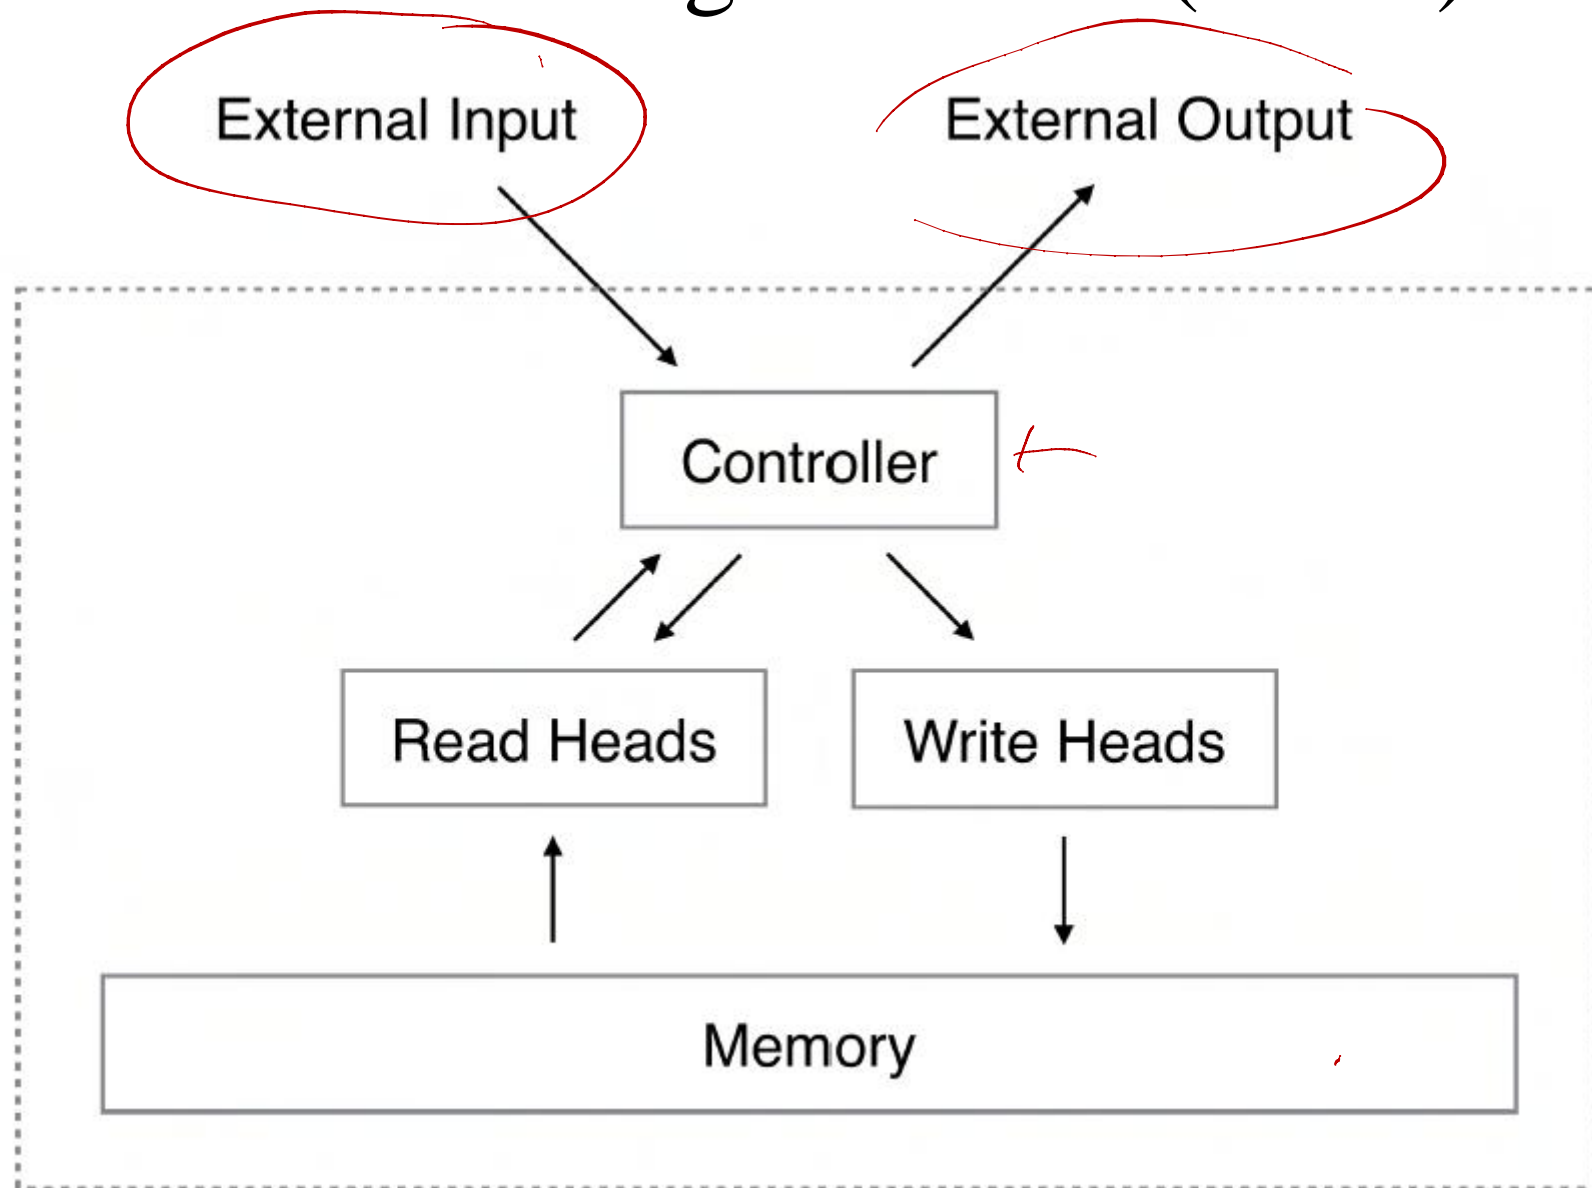 External Input
External Output
Controller
Read Heads
Write Heads
Memory